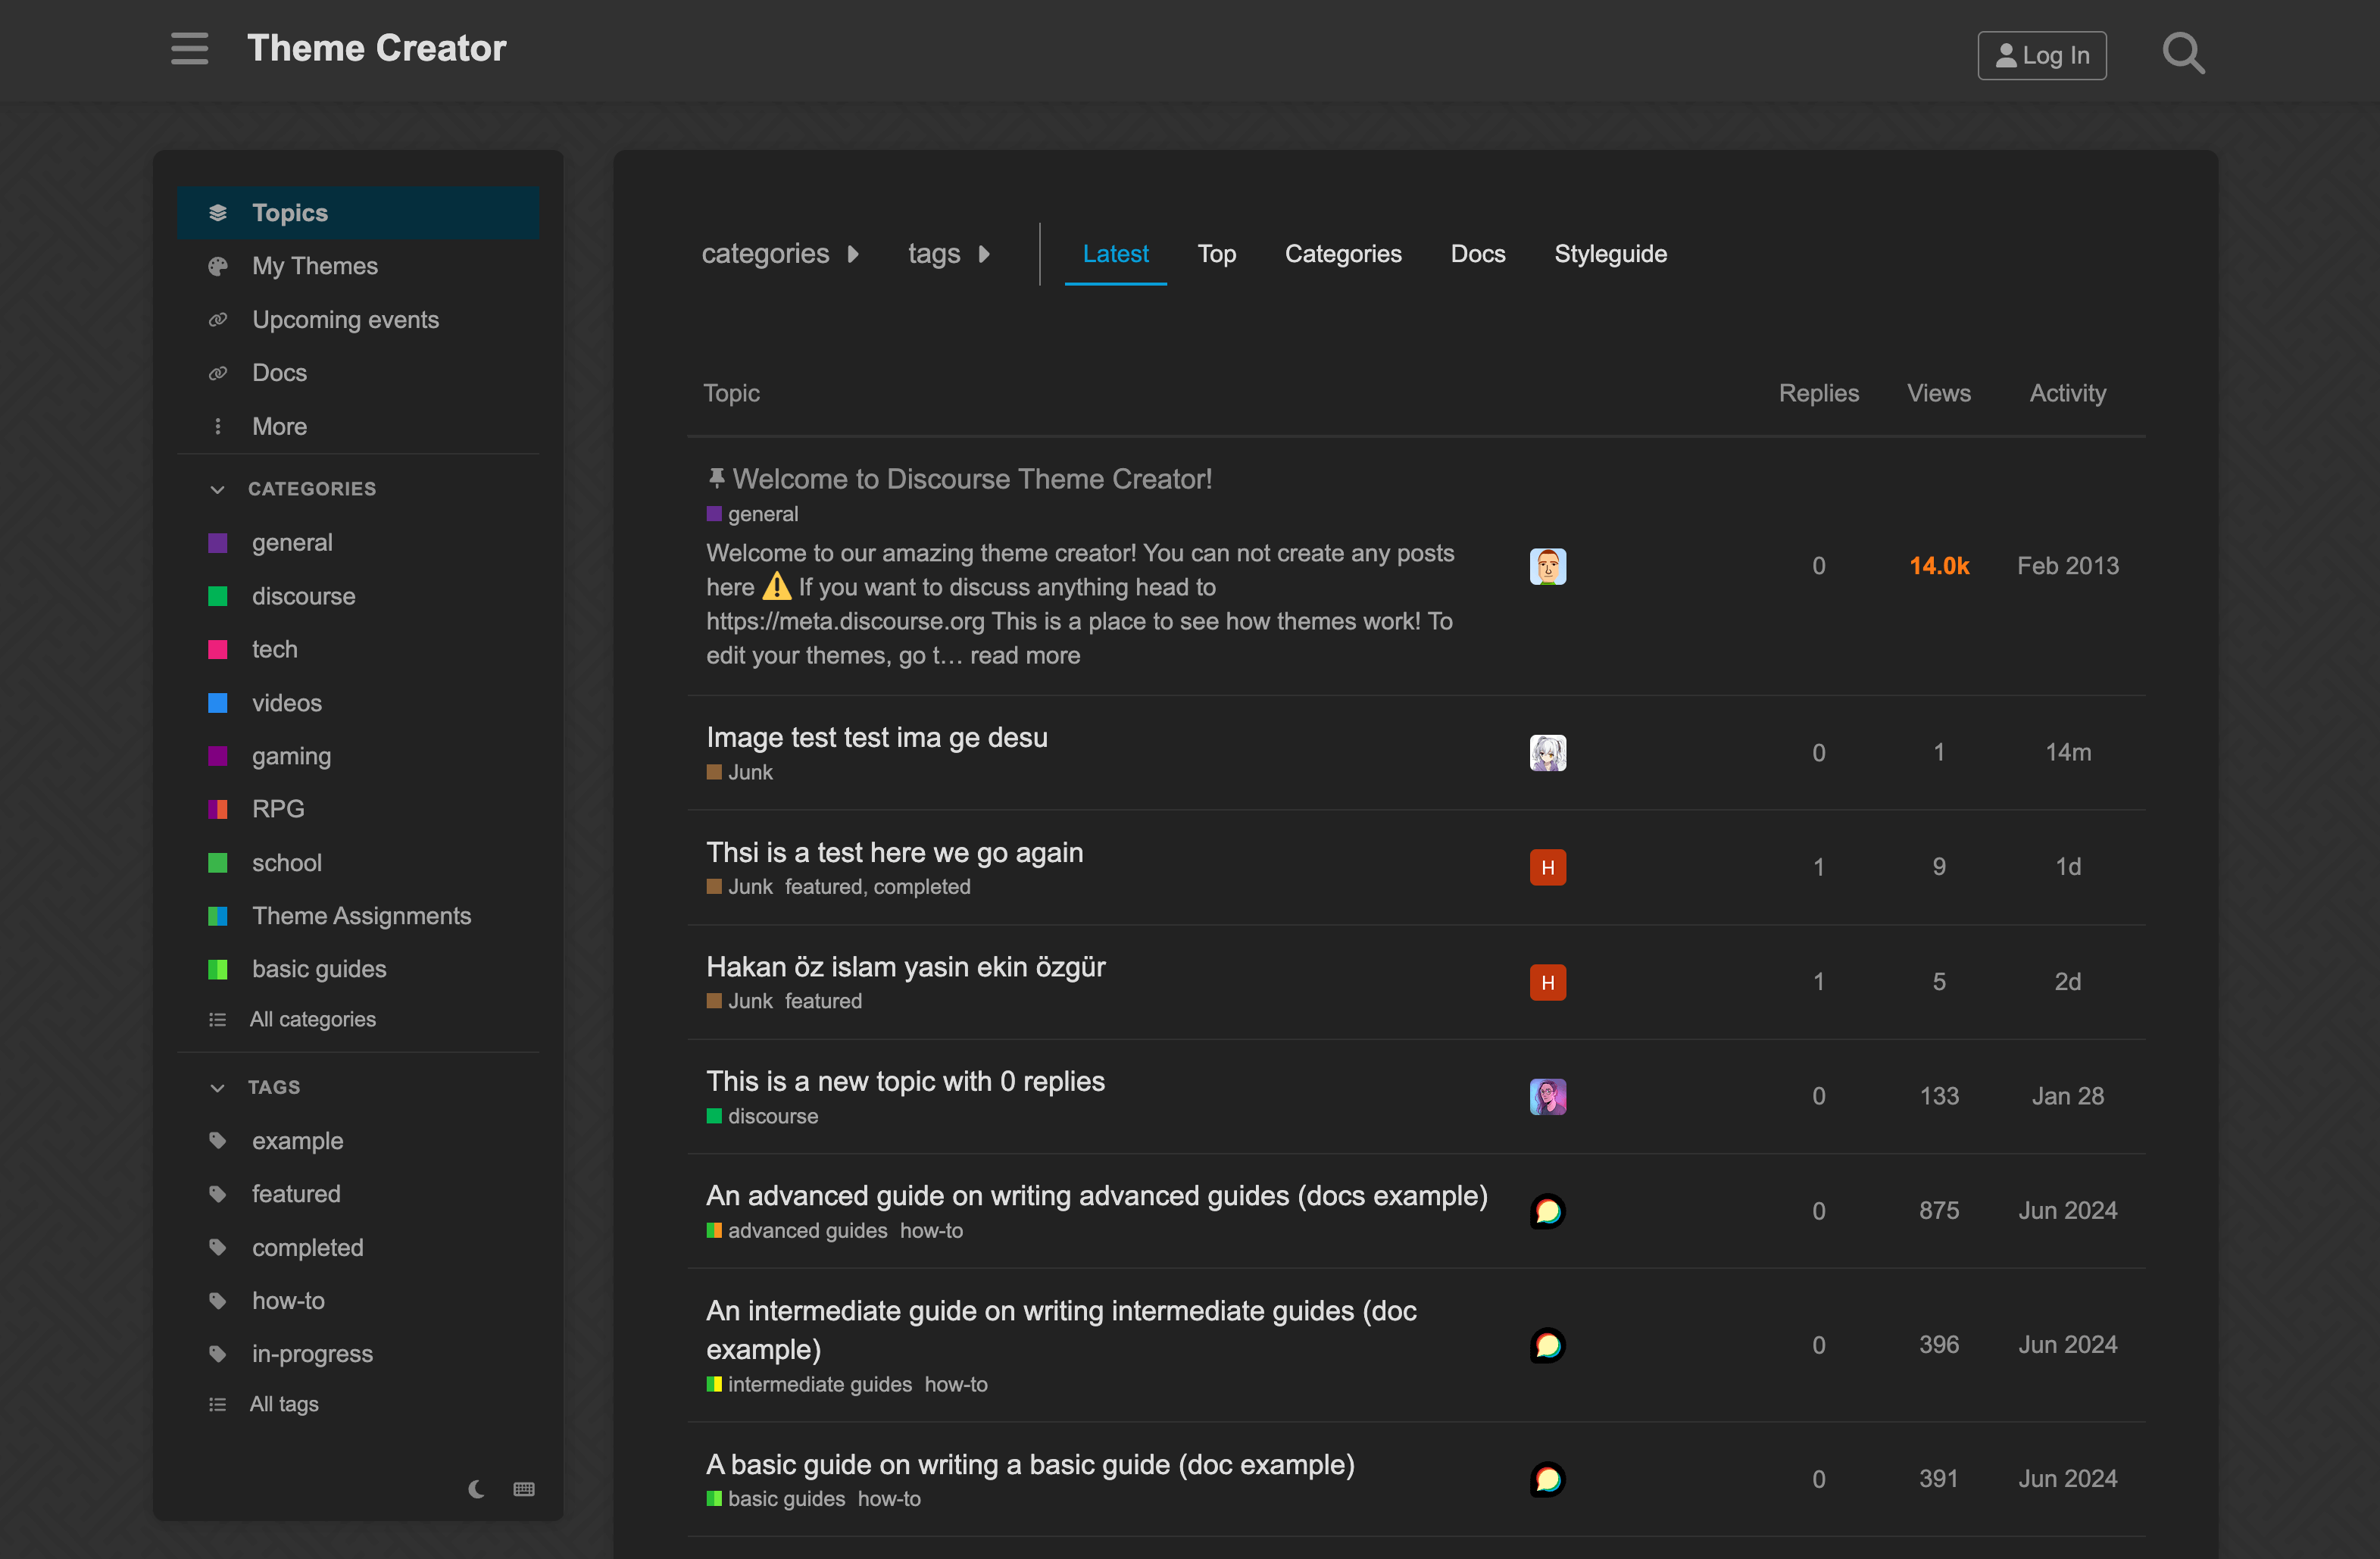 Theme Creator
Log In
Topics
My Themes
Upcoming events
Docs
More
CATEGORIES
general
discourse
tech
videos
gaming
RPG
school
Theme Assignments
basic guides
All categories
TAGS
example
featured
completed
how-to
in-progress
All tags
categories tags Latest Top Categories Docs Styleguide
Topic Replies Views Activity
Welcome to Discourse Theme Creator!
general
Welcome to our amazing theme creator! You can not create any posts
here ⚠️ If you want to discuss anything head to
https://meta.discourse.org This is a place to see how themes work! To
edit your themes, go t… read more
0 14.0k Feb 2013
Image test test ima ge desu
Junk
0 1 14m
Thsi is a test here we go again
Junk featured, completed
H
1 9 1d
Hakan öz islam yasin ekin özgür
Junk featured
H
1 5 2d
This is a new topic with 0 replies
discourse
0 133 Jan 28
An advanced guide on writing advanced guides (docs example)
advanced guides how-to
0 875 Jun 2024
An intermediate guide on writing intermediate guides (doc
example)
intermediate guides how-to
0 396 Jun 2024
A basic guide on writing a basic guide (doc example)
basic guides how-to
0 391 Jun 2024